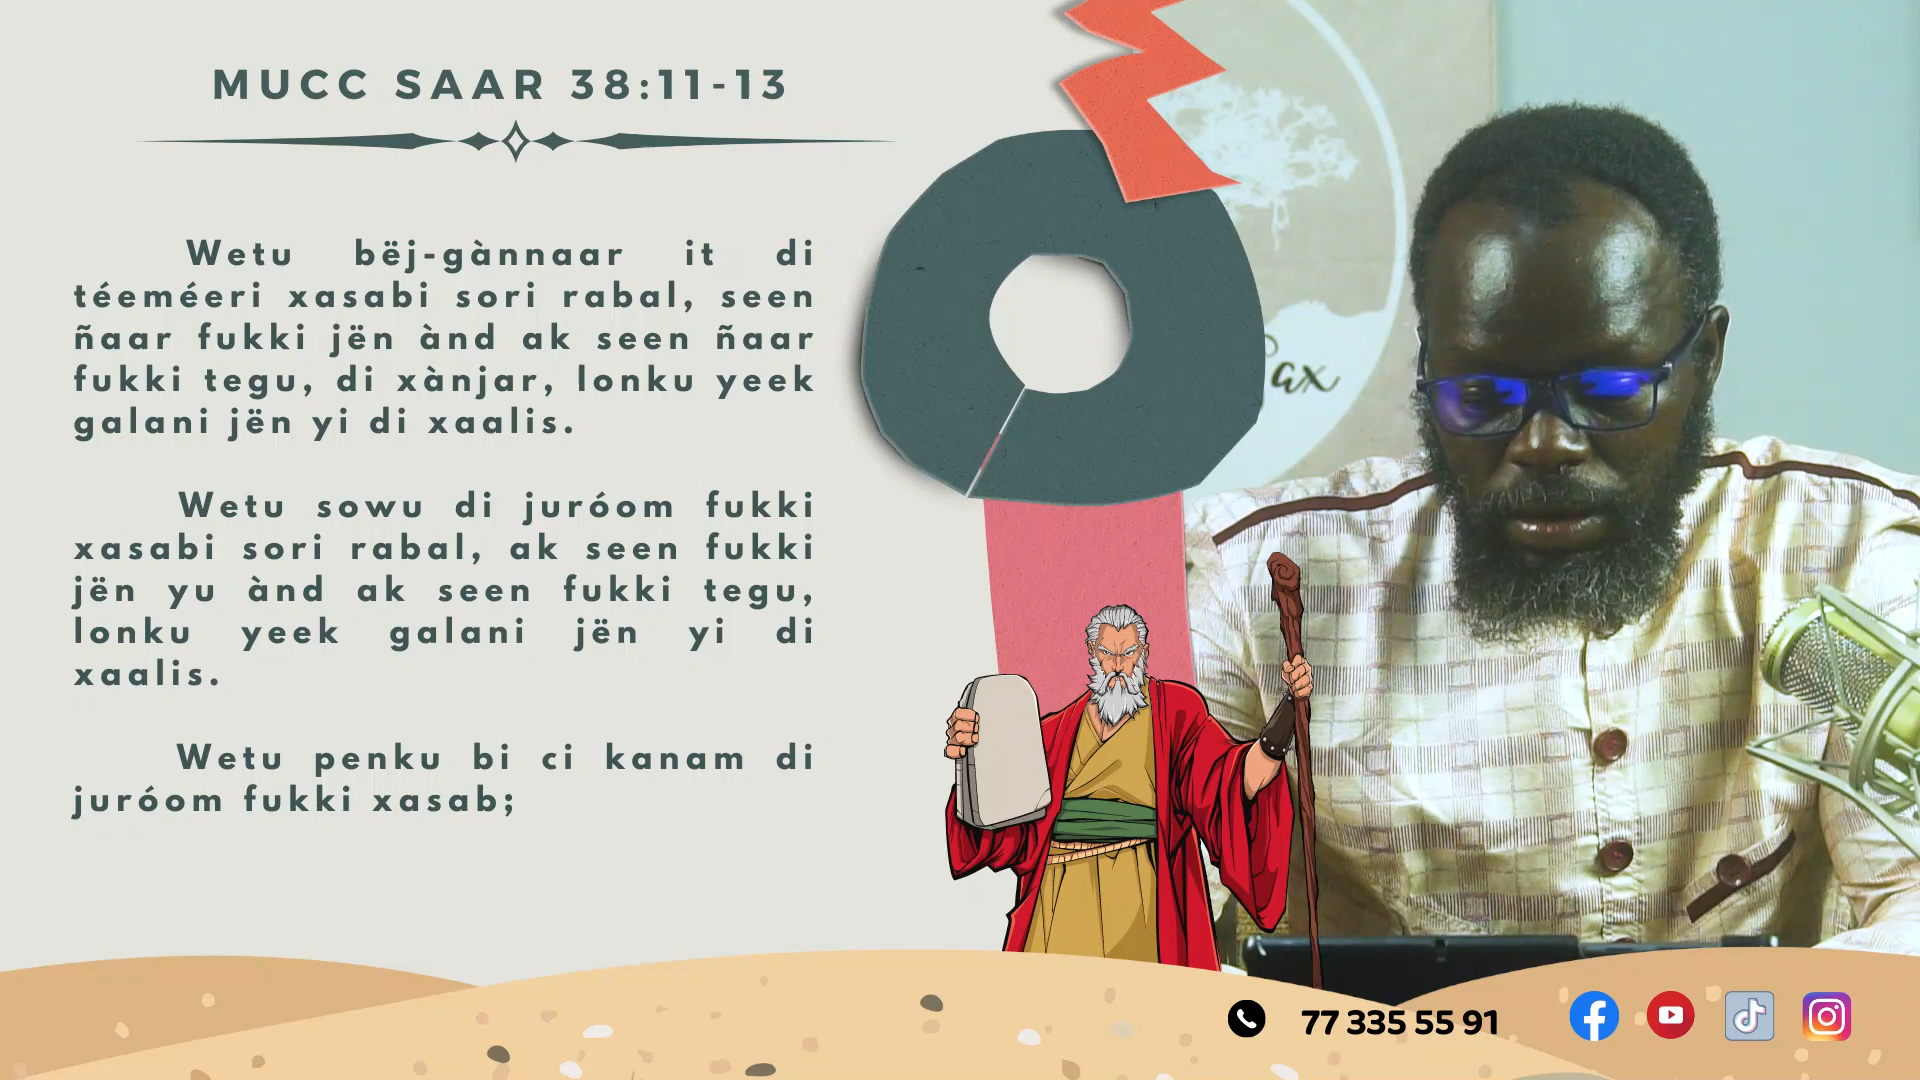 MUCC SAAR 38:11-13
Wetu bëj-gànnaar it di
téeméeri xasabi sori rabal, seen
ñaar fukki jën ànd ak seen ñaar
fukki tegu, di xànjar, lonku yeek
galani jën yi di xaalis.
Wetu sowu di juróom fukki
xasabi sori rabal, ak seen fukki
jën yu ànd ak seen fukki tegu,
lonku yeek galani jën yi di
xaalis.
Wetu penku bi ci kanam di
juróom fukki xasab;
77 335 55 91